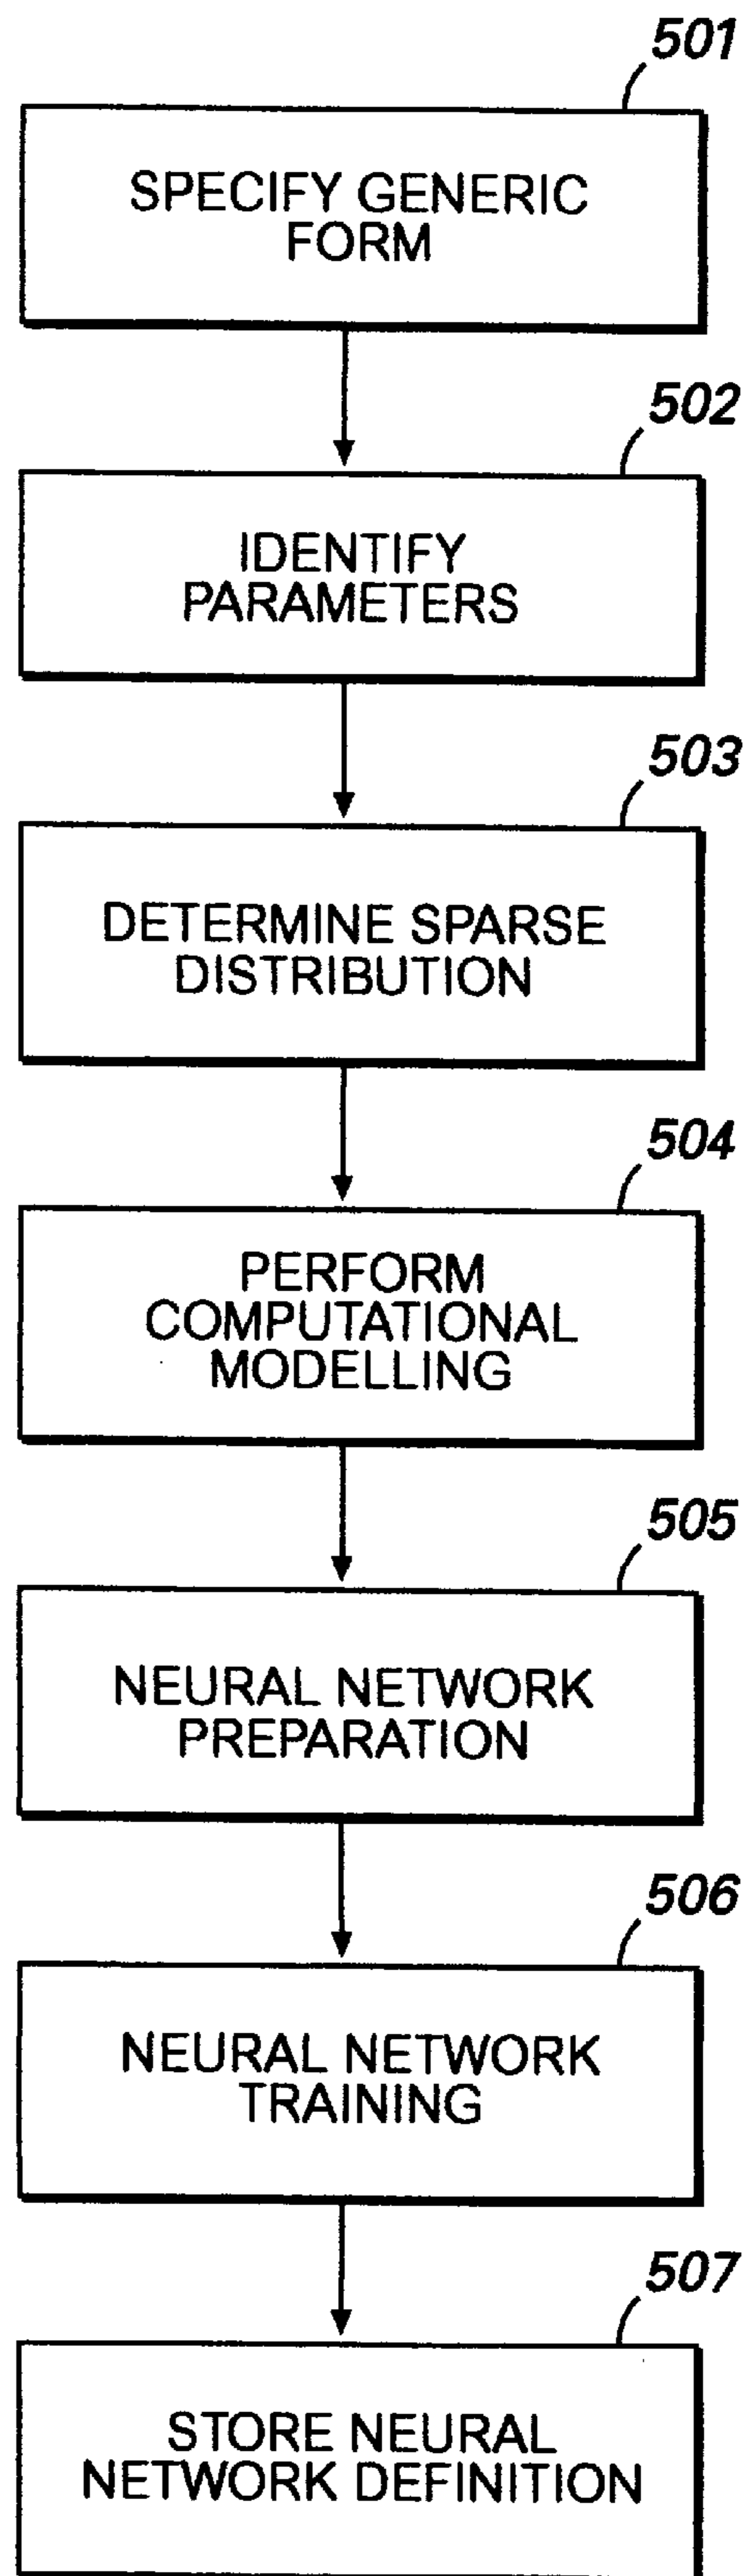 501
SPECIFY GENERIC
FORM
502
IDENTIFY
PARAMETERS
503
DETERMINE SPARSE
DISTRIBUTION
504
PERFORM
COMPUTATIONAL
MODELLING
505
NEURAL NETWORK
PREPARATION
506
NEURAL NETWORK
TRAINING
507
STORE NEURAL
NETWORK DEFINITION